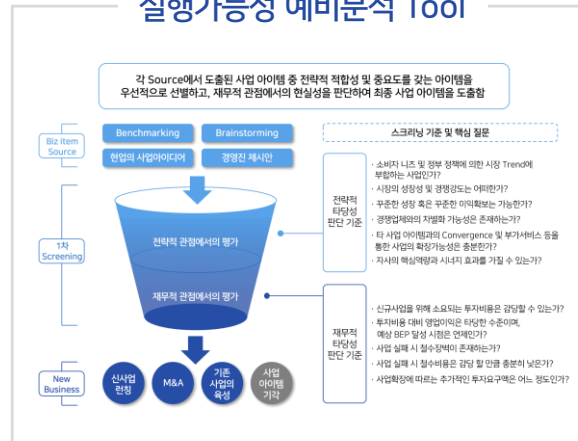 실행가능성 예비분석 Tool
각 Source에서 도출된 사업 아이템 중 전략적 적합성 및 중요도를 갖는 아이템을
우선적으로 선별하고, 재무적 관점에서의 현실성을 판단하여 최종 사업 아이템을 도출함
Biz item
Source
Benchmarking
Brainstorming
현업의 사업아이디어
경영진 제시안
1차
Screening
전략적 관점에서의 평가
재무적 관점에서의 평가
New
Business
신사업
런칭
M&A
기존
사업의
육성
사업
아이템
기각
스크리닝 기준 및 핵심 질문
전략적
타당성
판단 기준
· 소비자 니즈 및 정부 정책에 의한 시장 Trend에
부합하는 사업인가?
· 시장의 성장성 및 경쟁강도는 어떠한가?
· 꾸준한 성장 혹은 꾸준한 이익확보는 가능한가?
· 경쟁업체와의 차별화 가능성은 존재하는가?
· 타 사업 아이템과의 Convergence 및 부가서비스 등을
통한 사업의 확장가능성은 충분한가?
· 자사의 핵심역량과 시너지 효과를 가질 수 있는가?
재무적
타당성
판단 기준
· 신규사업을 위해 소요되는 투자비용은 감당할 수 있는가?
· 투자비용 대비 영업이익은 타당한 수준이며,
예상 BEP 달성 시점은 언제인가?
· 사업 실패 시 철수장벽이 존재하는가?
· 사업 실패 시 철수비용은 감당 할 만큼 충분히 낮은가?
· 사업확장에 따르는 추가적인 투자요구액은 어느 정도인가?